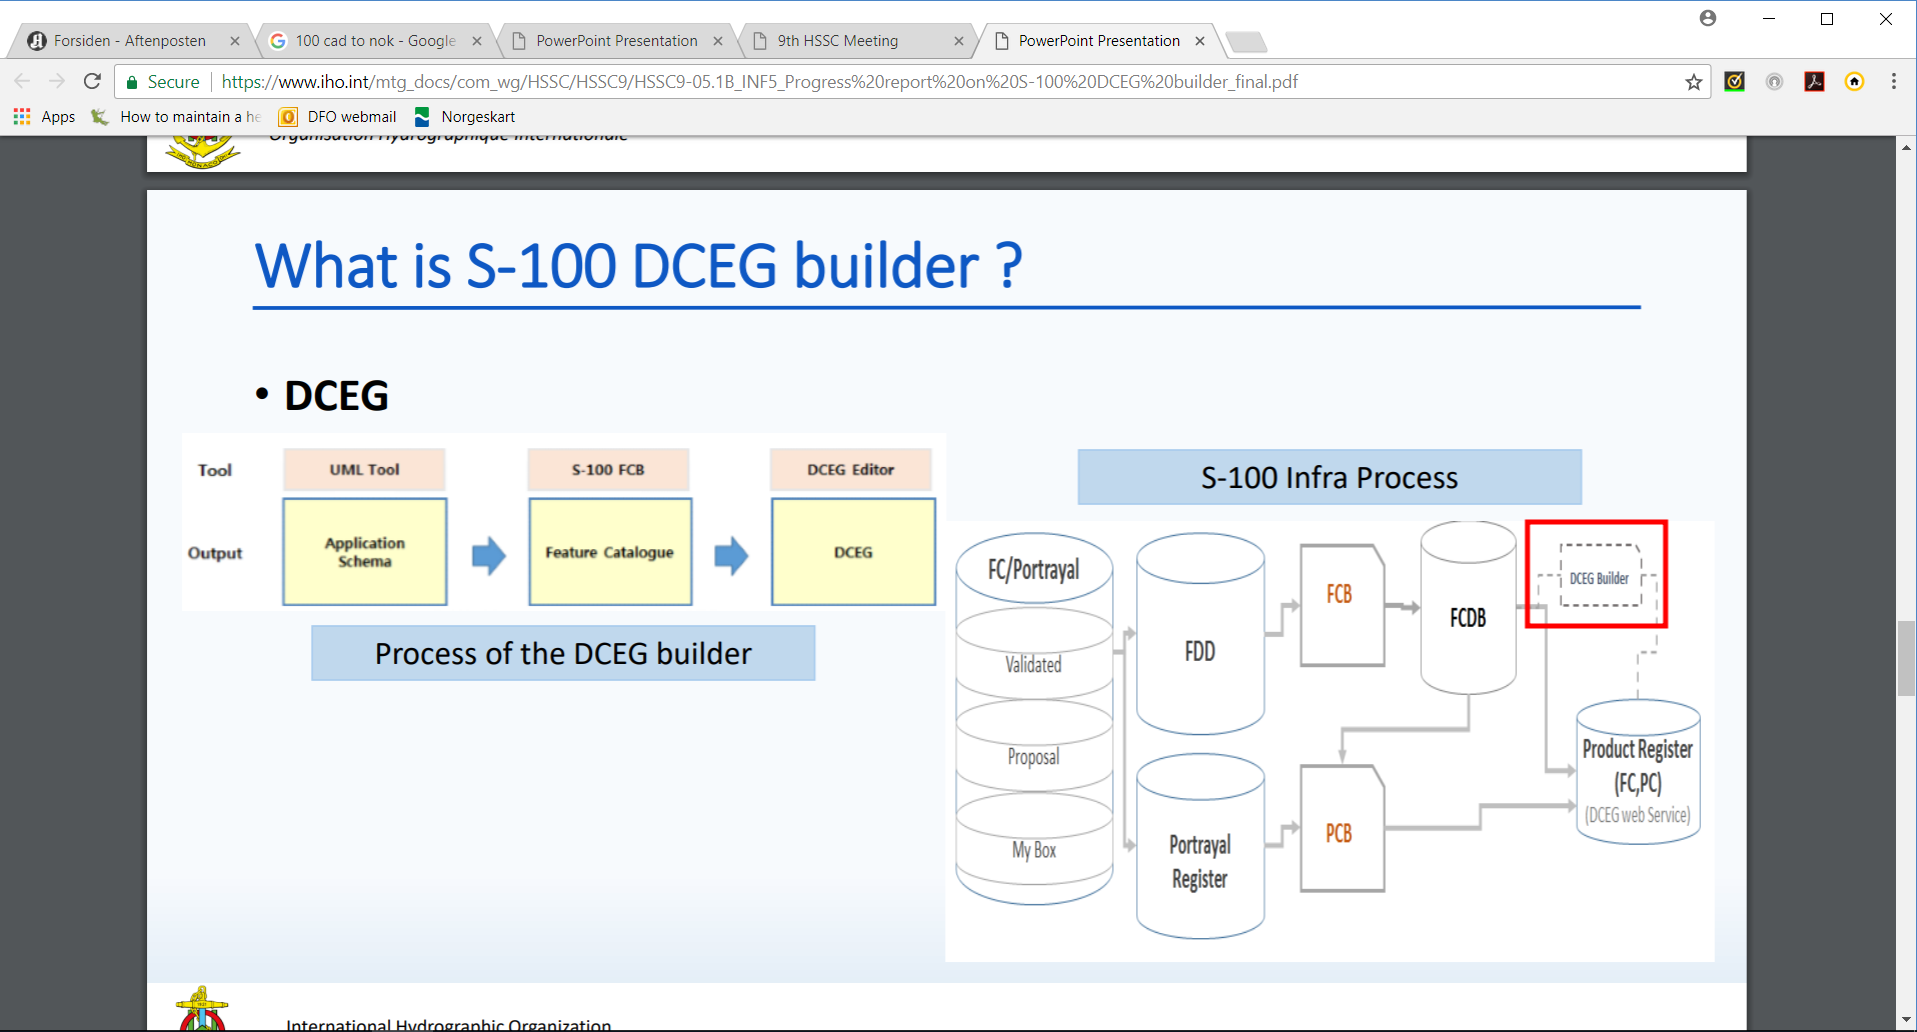 Forsiden - Aftenposten
100 cad to nok - Google
PowerPoint Presentation
9th HSSC Meeting
PowerPoint Presentation
Secure
https://www.iho.int/mtg_docs/com_wg/HSSC/HSSC9/HSSC9-05.1B_INF5_Progress%20report%20on%20S-100%20DCEG%20builder_final.pdf
Apps
How to maintain a he
DFO webmail
Norgeskart
Organisation Hydrographique Internationale
What is S-100 DCEG builder ?
• DCEG
Tool
UML Tool
S-100 FCB
DCEG Editor
Output
Application
Schema
Feature Catalogue
DCEG
Process of the DCEG builder
S-100 Infra Process
FC/Portrayal
Validated
Proposal
My Box
FDD
Portrayal
Register
FCB
PCB
FCDB
DCEG Builder
Product Register
(FC,PC)
(DCEG web Service)
International Hydrographic Organization